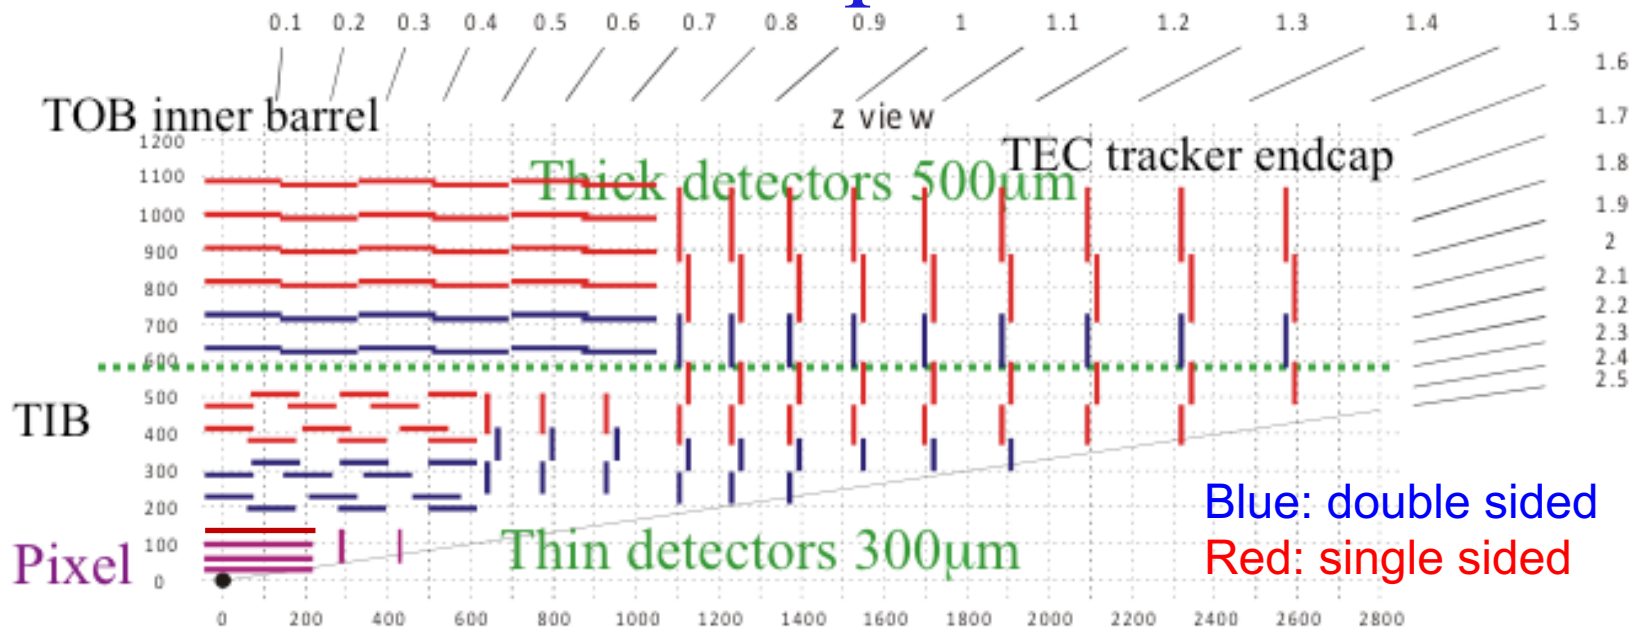 0.1 0.2 0.3 0.4 0.5 0.6 0.7 0.8 0.9 1 1.1 1.2 1.3 1.4 1.5
1.6
TOB inner barrel
z view
1.7
1200
TEC tracker endcap
1.8
1100
Thick detectors 500μm
1.9
1000
2
900
2.1
800
2.2
700
2.3
600
2.4
2.5
500
TIB
400
300
200
Blue: double sided
100
Pixel
Thin detectors 300μm
Red: single sided
0
0 200 400 600 800 1000 1200 1400 1600 1800 2000 2200 2400 2600 2800